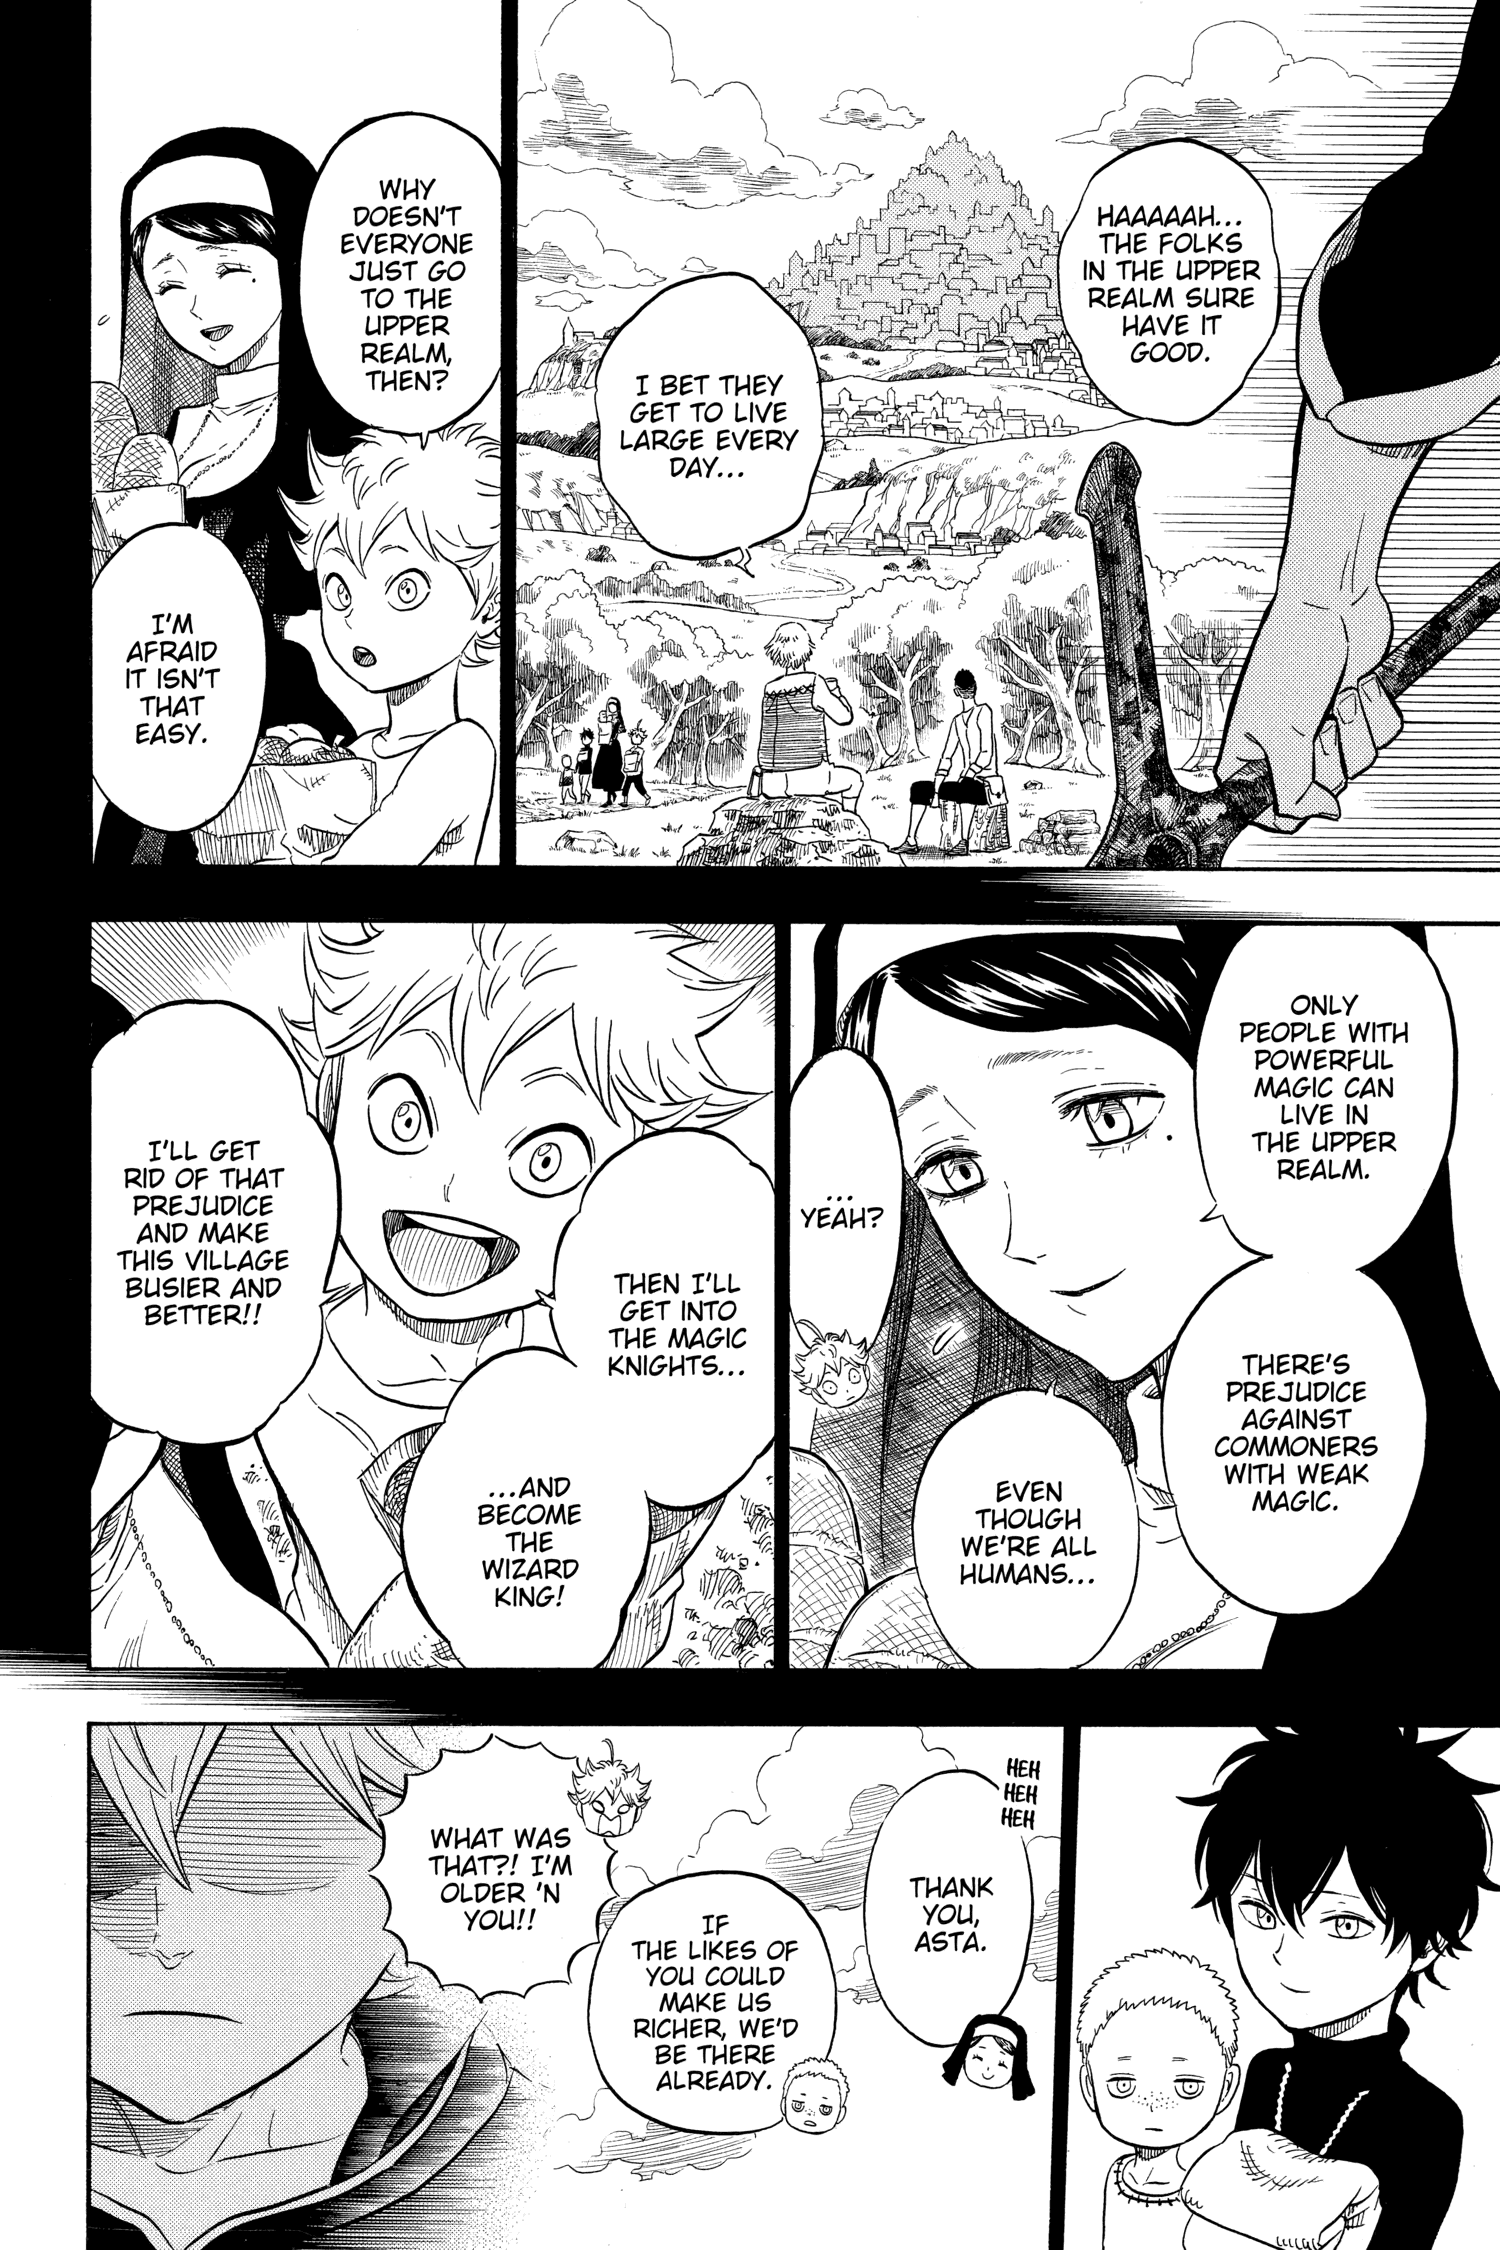 HAAAAAH...
THE FOLKS
IN THE UPPER
REALM SURE
HAVE IT
GOOD.
I BET THEY
GET TO LIVE
LARGE EVERY
DAY...
WHY
DOESN'T
EVERYONE
JUST GO
TO THE
UPPER
REALM,
THEN?
I'M
AFRAID
IT ISN'T
THAT
EASY.
ONLY
PEOPLE WITH
POWERFUL
MAGIC CAN
LIVE IN
THE UPPER
REALM.
THERE'S
PREJUDICE
AGAINST
COMMONERS
WITH WEAK
MAGIC.
EVEN
THOUGH
WE'RE ALL
HUMANS...
...
YEAH?
THEN I'LL
GET INTO
THE MAGIC
KNIGHTS...
...AND
BECOME
THE
WIZARD
KING!
I'LL GET
RID OF THAT
PREJUDICE
AND MAKE
THIS VILLAGE
BUSIER AND
BETTER!!
HEH
HEH
HEH
THANK
YOU,
ASTA.
IF
THE LIKES OF
YOU COULD
MAKE US
RICHER, WE'D
BE THERE
ALREADY.
WHAT WAS
THAT?! I'M
OLDER 'N
YOU!!